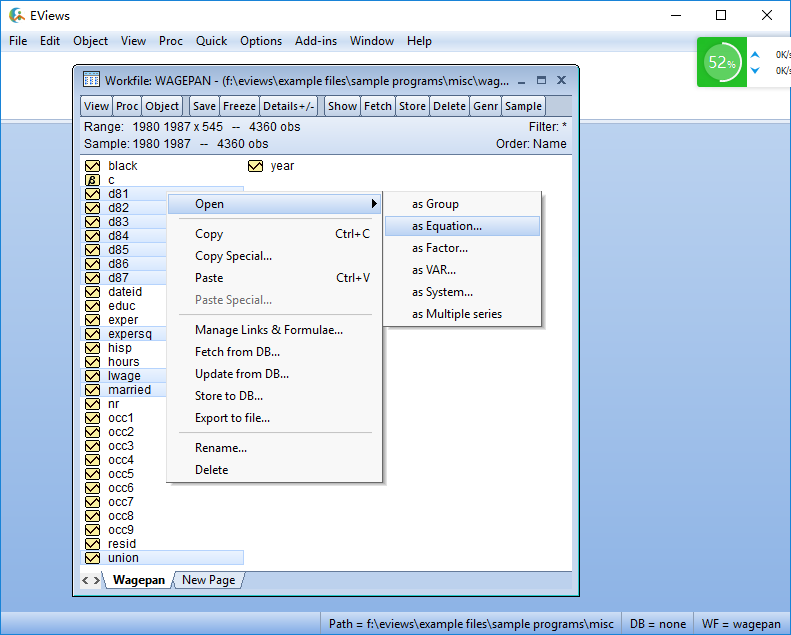 EViews
File Edit Object View Proc Quick Options Add-ins Window Help
52%
0K/s
0K/s
Workfile: WAGEPAN - (f:\eviews\example files\sample programs\misc\wag...
View Proc Object Save Freeze Details+/- Show Fetch Store Delete Genr Sample
Range: 1980 1987 x 545 -- 4360 obs Filter: *
Sample: 1980 1987 -- 4360 obs Order: Name
black year
β c
d81
d82
d83
d84
d85
d86
d87
dateid
educ
exper
expersq
hisp
hours
lwage
married
nr
occ1
occ2
occ3
occ4
occ5
occ6
occ7
occ8
occ9
resid
union
Open
Copy Ctrl+C
Copy Special...
Paste Ctrl+V
Paste Special...
Manage Links & Formulae...
Fetch from DB...
Update from DB...
Store to DB...
Export to file...
Rename...
Delete
as Group
as Equation...
as Factor...
as VAR...
as System...
as Multiple series
Wagepan New Page
Path = f:\eviews\example files\sample programs\misc DB = none WF = wagepan